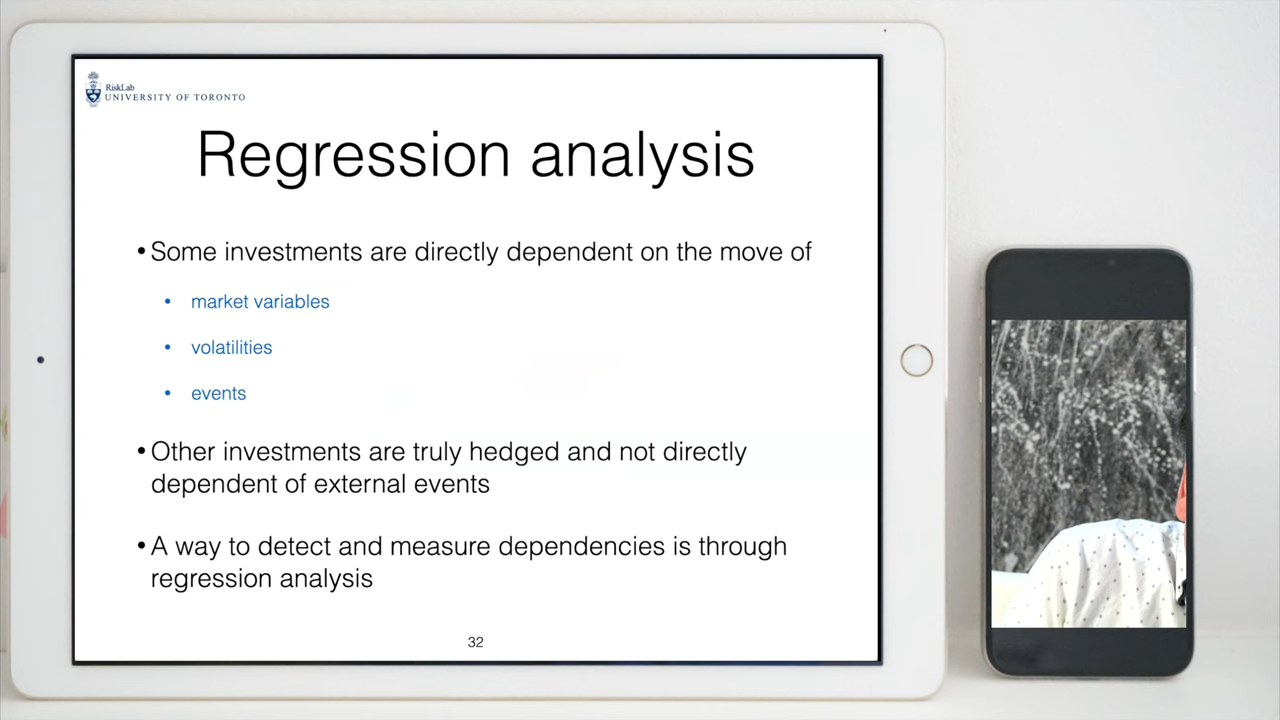 RiskLab
UNIVERSITY OF TORONTO
Regression analysis
• Some investments are directly dependent on the move of
• market variables
• volatilities
• events
• Other investments are truly hedged and not directly
dependent of external events
• A way to detect and measure dependencies is through
regression analysis
32